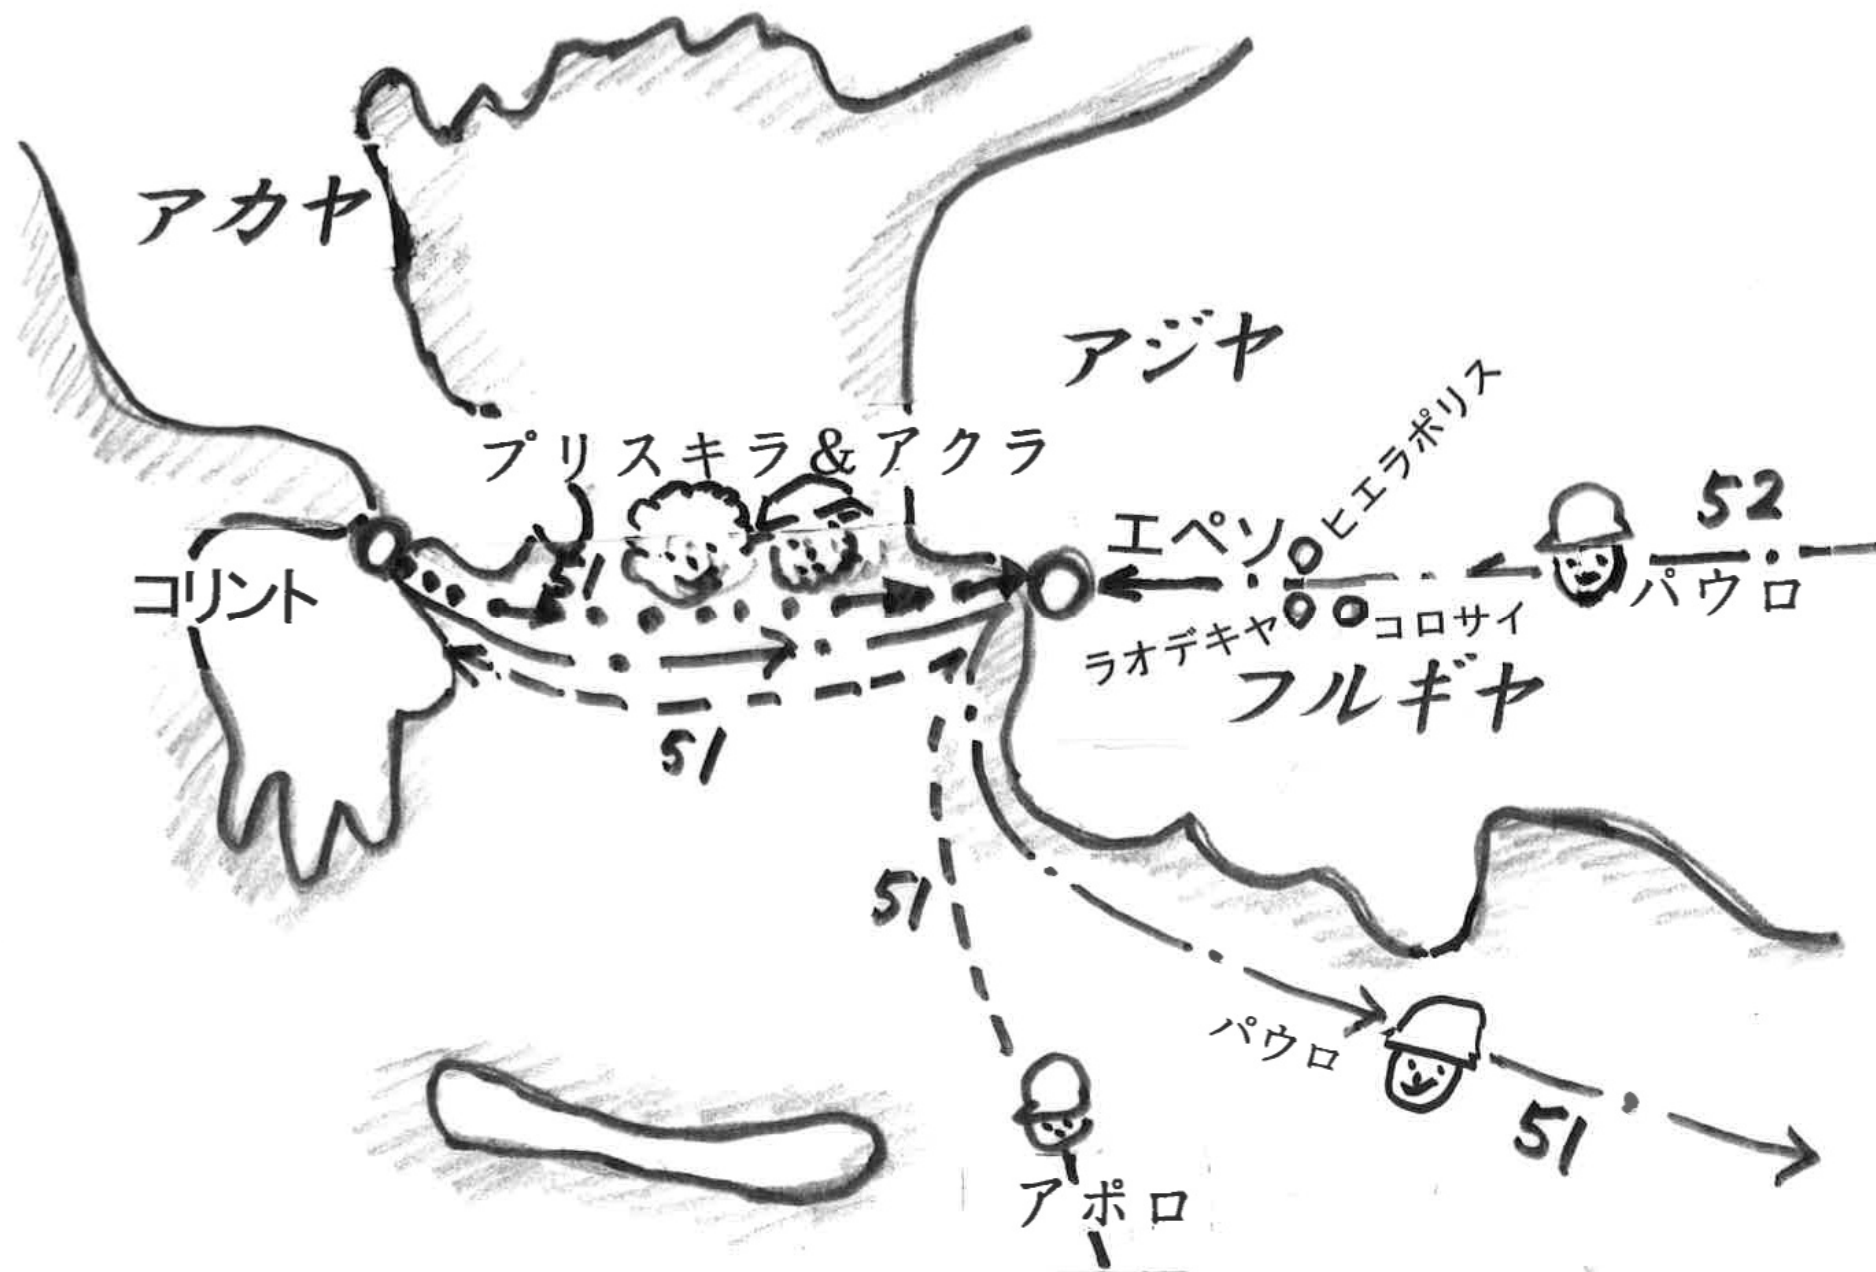 アカヤ
アジヤ
プリスキラ&アクラ
ヒエラポリス
52
エペソ
51
コリント
パウロ
コロサイ
ラオデキヤ
フルギヤ
51
51
パウロ
51
アポロ